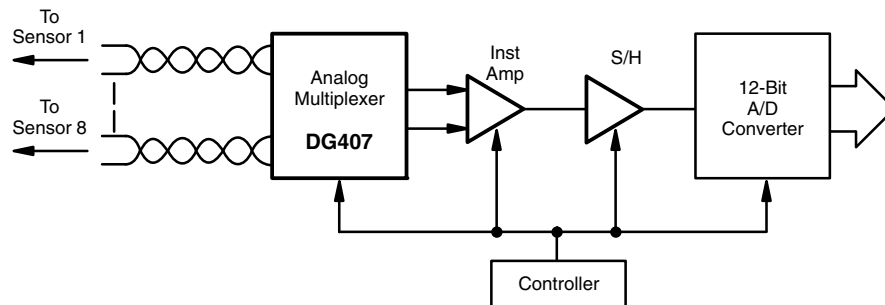 To
Sensor 1
To
Sensor 8
Analog
Multiplexer
DG407
Inst
Amp
S/H
12-Bit
A/D
Converter
Controller